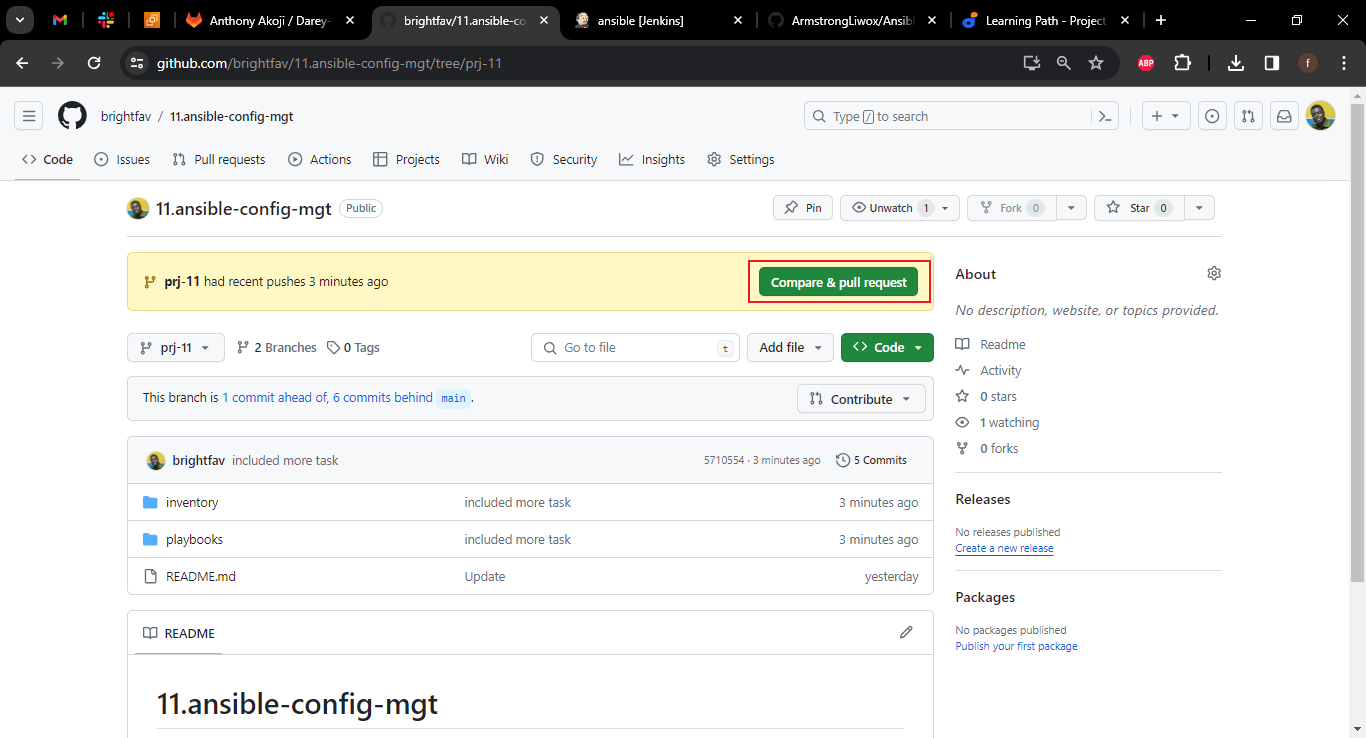 Anthony Akoji / Darey-
brightfav/11.ansible-co
ansible [Jenkins]
ArmstrongLiwox/Ansib
Learning Path - Project
github.com/brightfav/11.ansible-config-mgt/tree/prj-11
ABP
f
brightfav / 11.ansible-config-mgt
Type / to search
Code
Issues
Pull requests
Actions
Projects
Wiki
Security
Insights
Settings
11.ansible-config-mgt
Public
Pin
Unwatch 1
Fork 0
Star 0
prj-11 had recent pushes 3 minutes ago
Compare & pull request
prj-11
2 Branches
0 Tags
Go to file
t
Add file
Code
This branch is 1 commit ahead of, 6 commits behind main .
Contribute
brightfav included more task
5710554 · 3 minutes ago
5 Commits
inventory included more task 3 minutes ago
playbooks included more task 3 minutes ago
README.md Update yesterday
README
11.ansible-config-mgt
About
No description, website, or topics provided.
Readme
Activity
0 stars
1 watching
0 forks
Releases
No releases published
Create a new release
Packages
No packages published
Publish your first package